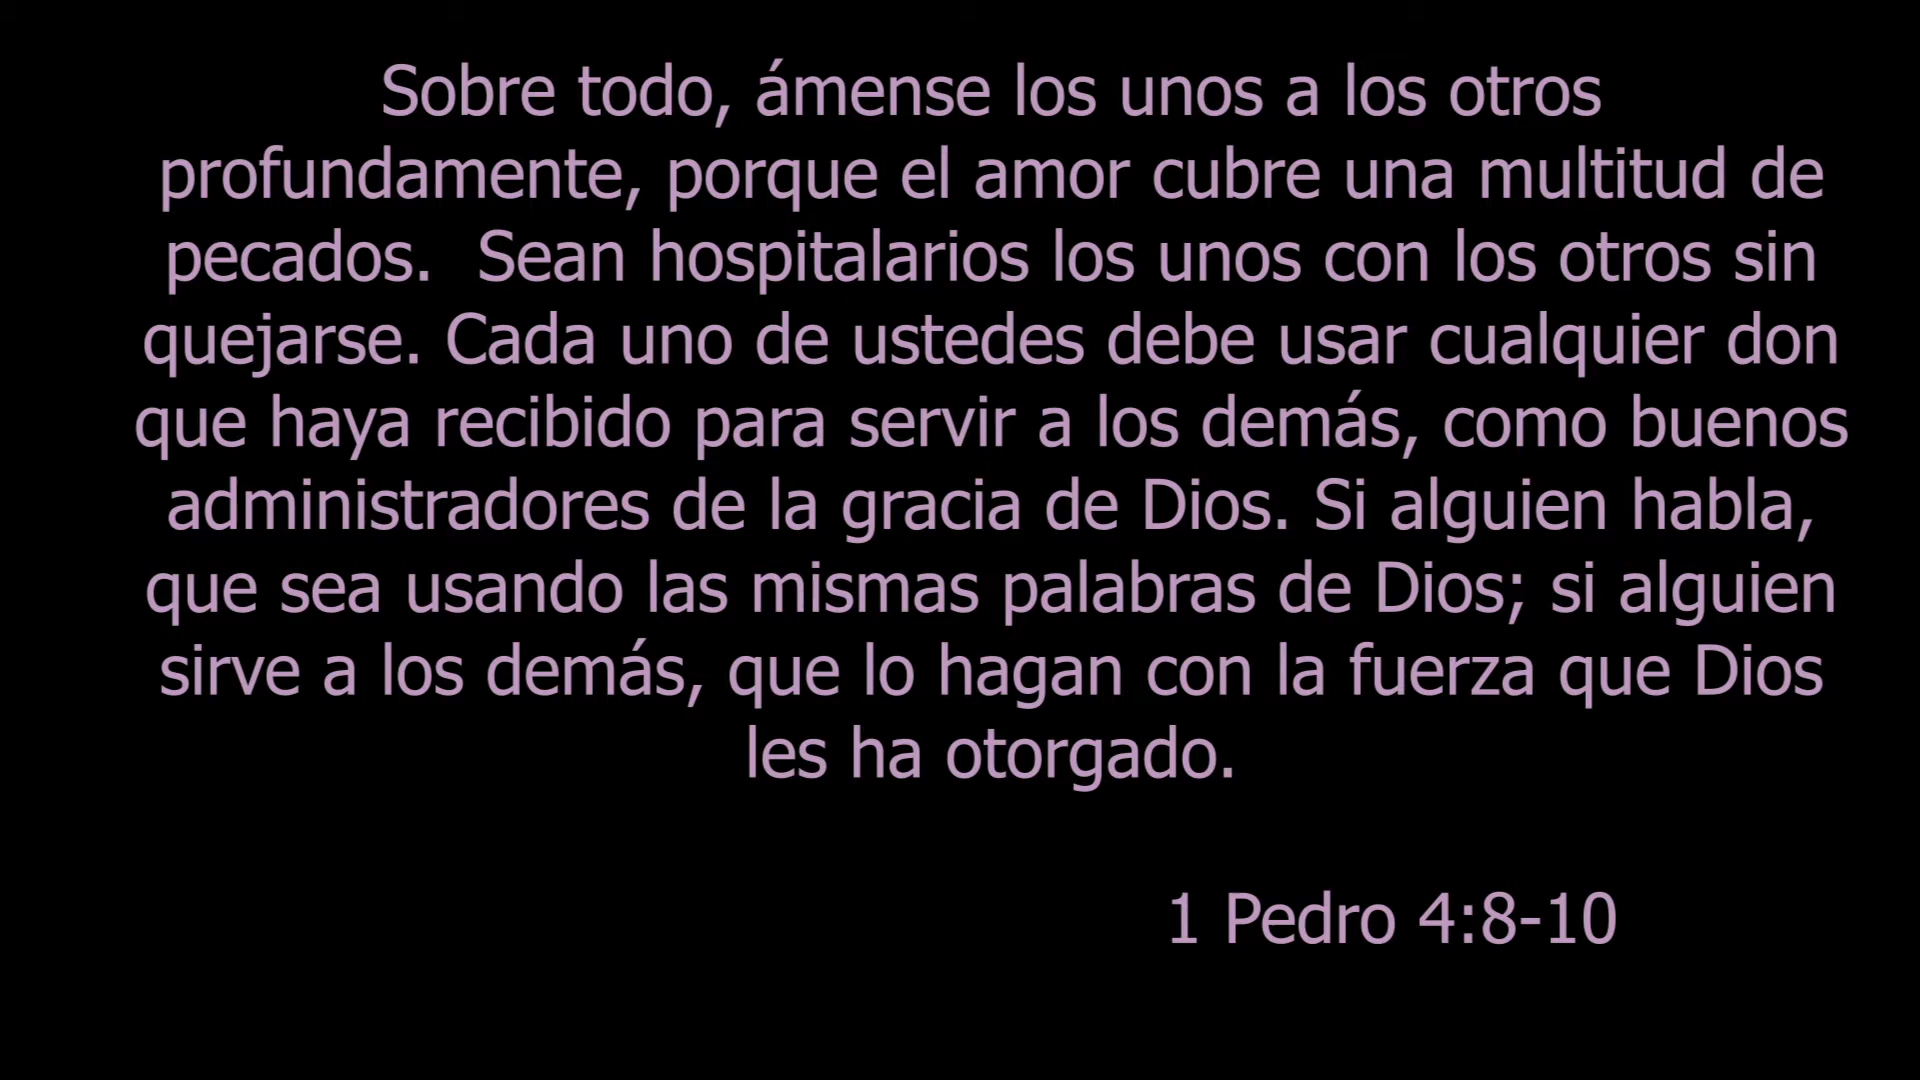 Sobre todo, ámense los unos a los otros
profundamente, porque el amor cubre una multitud de
pecados.  Sean hospitalarios los unos con los otros sin
quejarse. Cada uno de ustedes debe usar cualquier don
que haya recibido para servir a los demás, como buenos
administradores de la gracia de Dios. Si alguien habla,
que sea usando las mismas palabras de Dios; si alguien
sirve a los demás, que lo hagan con la fuerza que Dios
les ha otorgado.
1 Pedro 4:8-10